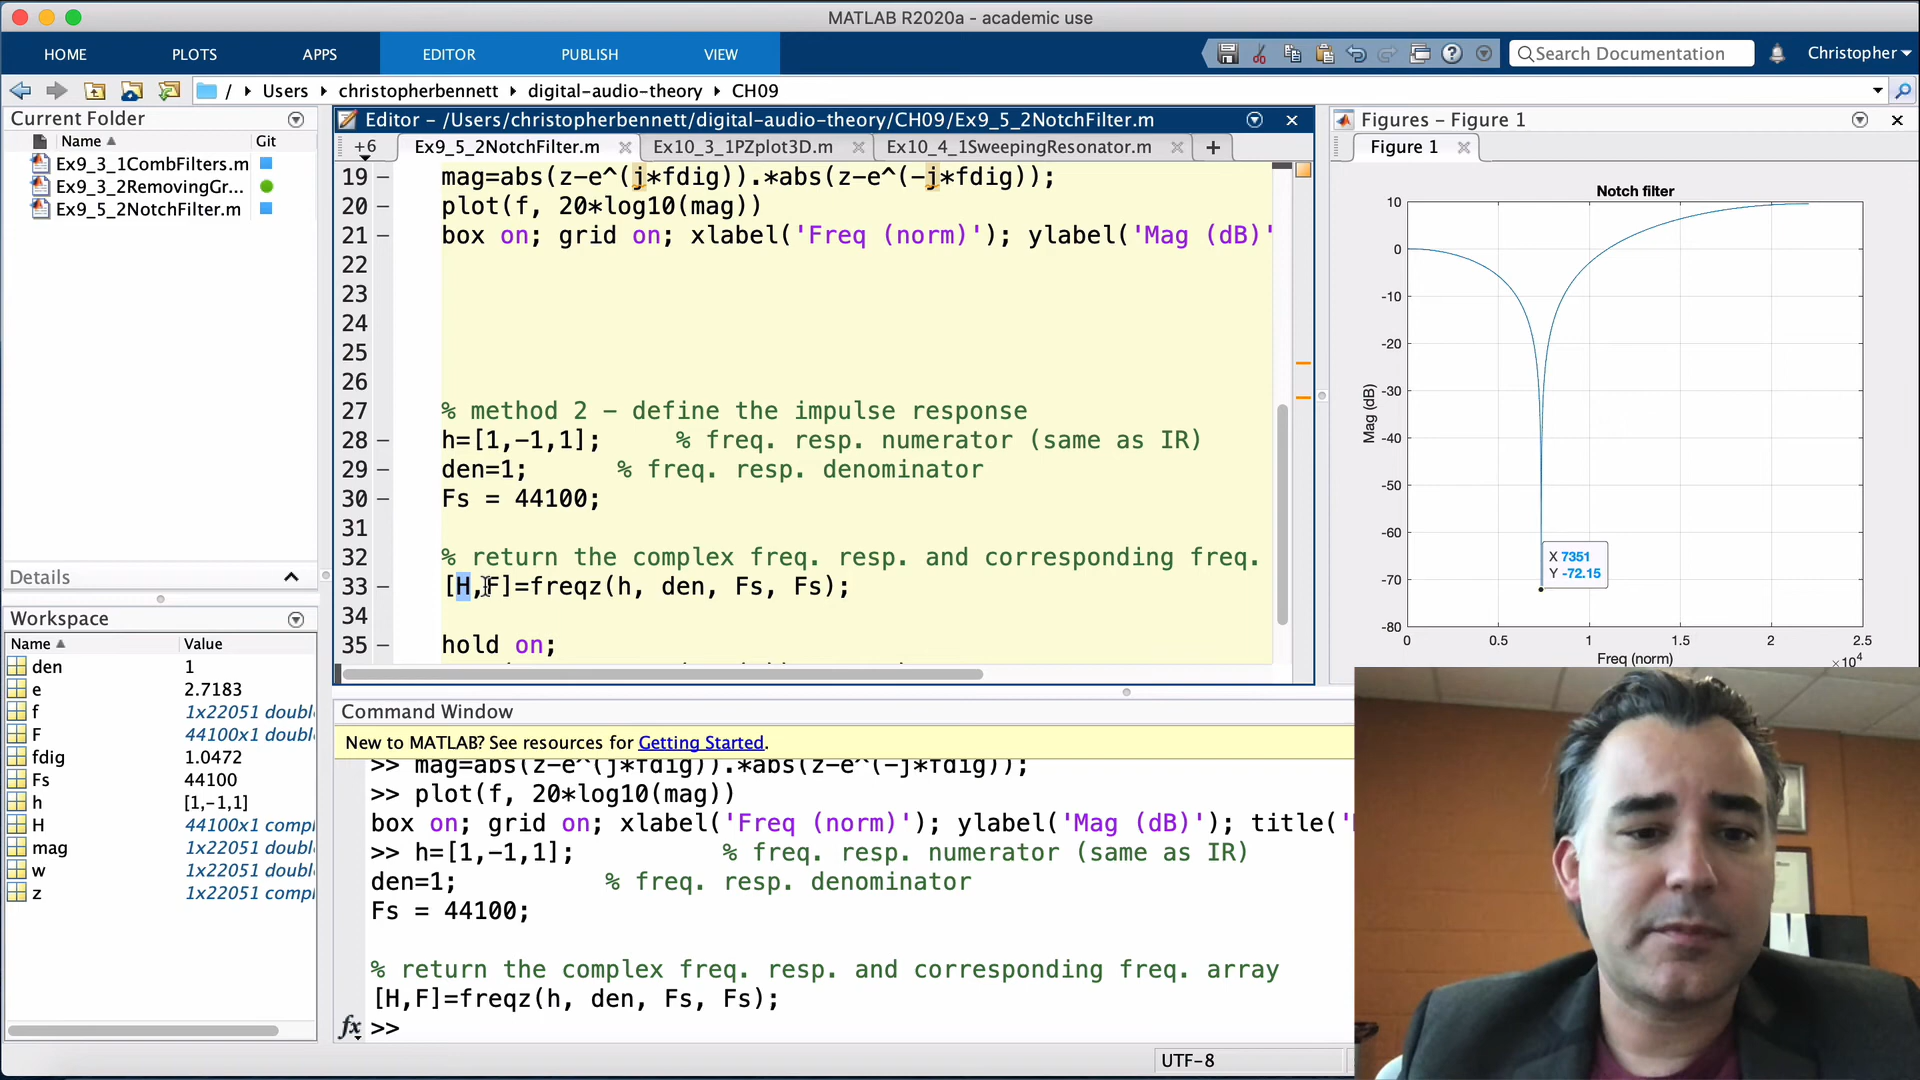 MATLAB R2020a - academic use
HOME PLOTS APPS EDITOR PUBLISH VIEW Search Documentation Christopher
/ Users christopherbennett digital-audio-theory CH09
Current Folder
Name Git
Ex9_3_1CombFilters.m
Ex9_3_2RemovingGr...
Ex9_5_2NotchFilter.m
Details
Workspace
Name Value
den 1
e 2.7183
f 1x22051 doubl
F 44100x1 doubl
fdig 1.0472
Fs 44100
h [1,-1,1]
H 44100x1 compl
mag 1x22051 doubl
w 1x22051 doubl
z 1x22051 compl
Editor - /Users/christopherbennett/digital-audio-theory/CH09/Ex9_5_2NotchFilter.m
+6 Ex9_5_2NotchFilter.m Ex10_3_1PZplot3D.m Ex10_4_1SweepingResonator.m +
19 - mag=abs(z-e^(j*fdig)).*abs(z-e^(-j*fdig));
20 - plot(f, 20*log10(mag))
21 - box on; grid on; xlabel('Freq (norm)'); ylabel('Mag (dB)'
22
23
24
25
26
27 % method 2 - define the impulse response
28 - h=[1,-1,1]; % freq. resp. numerator (same as IR)
29 - den=1; % freq. resp. denominator
30 - Fs = 44100;
31
32 % return the complex freq. resp. and corresponding freq.
33 - [H,F]=freqz(h, den, Fs, Fs);
34
35 - hold on;
Command Window
New to MATLAB? See resources for Getting Started.
>> mag=abs(z-e^(j*fdig)).*abs(z-e^(-j*fdig));
>> plot(f, 20*log10(mag))
box on; grid on; xlabel('Freq (norm)'); ylabel('Mag (dB)'); title('
>> h=[1,-1,1]; % freq. resp. numerator (same as IR)
den=1; % freq. resp. denominator
Fs = 44100;
% return the complex freq. resp. and corresponding freq. array
[H,F]=freqz(h, den, Fs, Fs);
fx >>
UTF-8
Figures - Figure 1
Figure 1
Notch filter
10
0
-10
-20
-30
-40
-50
-60
-70
-80
Mag (dB)
X 7351
Y -72.15
0 0.5 1 1.5 2 2.5
Freq (norm)
×10^4